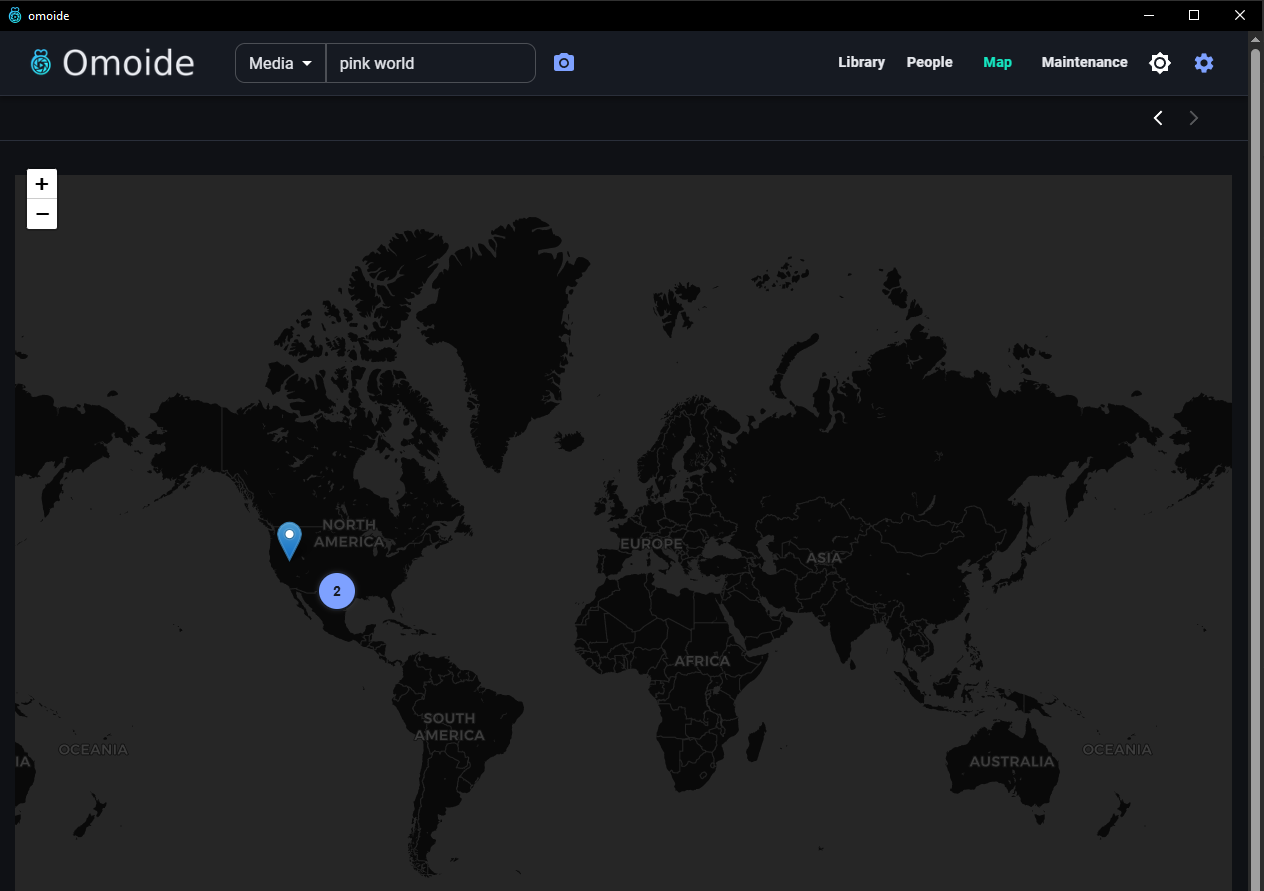 omoide
Omoide
Media
pink world
Library
People
Map
Maintenance
+
−
NORTH
AMERICA
2
EUROPE
ASIA
AFRICA
SOUTH
AMERICA
OCEANIA
IA
AUSTRALIA
OCEANIA